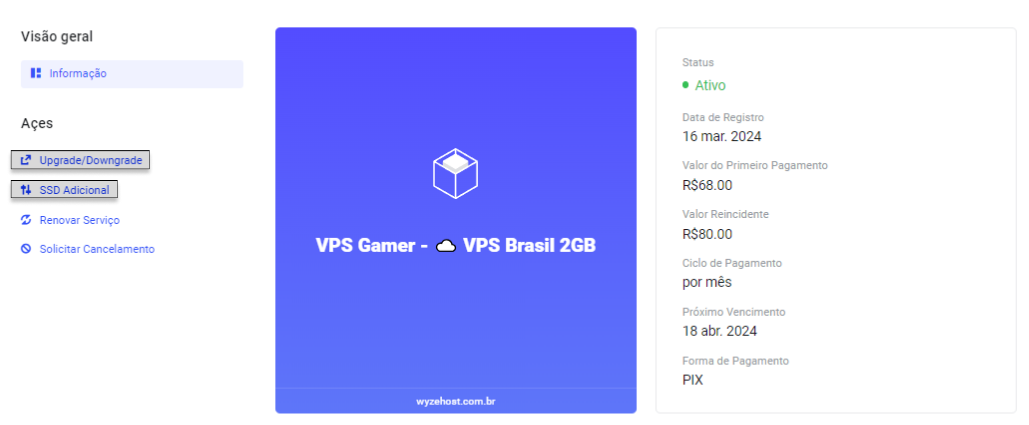 Visão geral
Informação
Açes
Upgrade/Downgrade
SSD Adicional
Renovar Serviço
Solicitar Cancelamento
VPS Gamer - ☁ VPS Brasil 2GB
wyzehost.com.br
Status
Ativo
Data de Registro
16 mar. 2024
Valor do Primeiro Pagamento
R$68.00
Valor Reincidente
R$80.00
Ciclo de Pagamento
por mês
Próximo Vencimento
18 abr. 2024
Forma de Pagamento
PIX